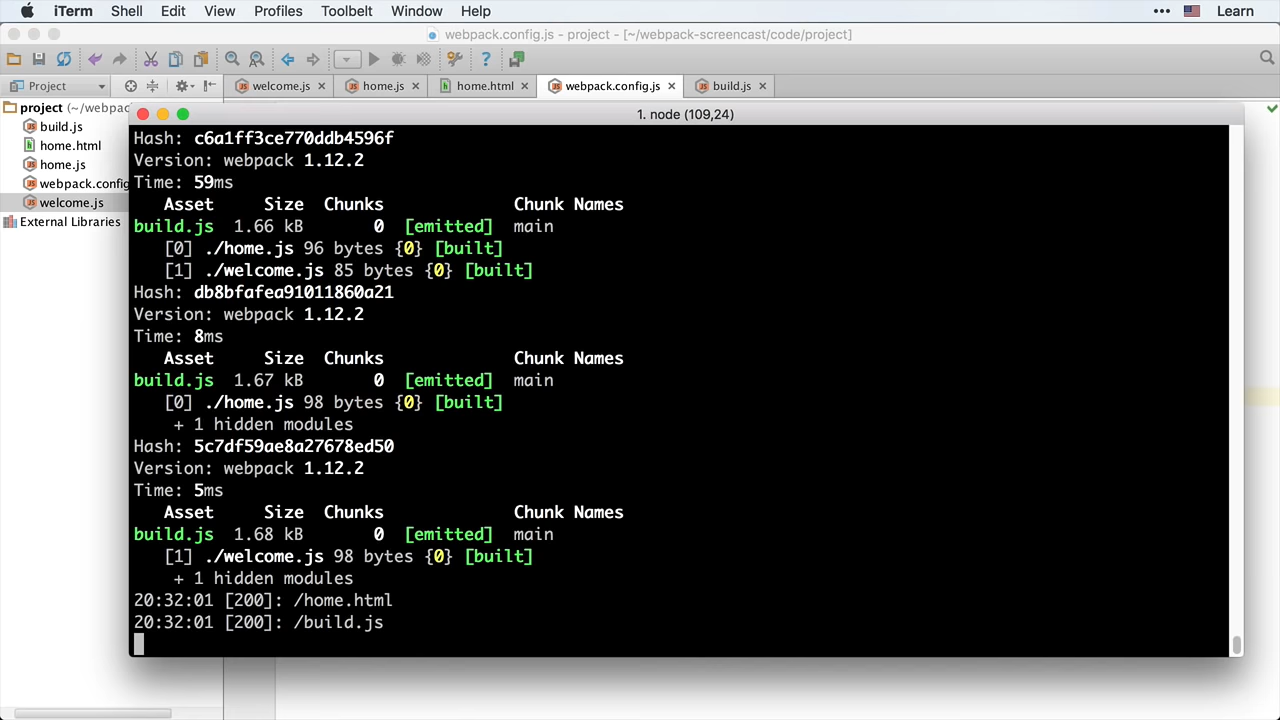 iTerm Shell Edit View Profiles Toolbelt Window Help ••• Learn
webpack.config.js - project - [~/webpack-screencast/code/project]
Project welcome.js home.js home.html webpack.config.js build.js
project (~/webpac
build.js
home.html
home.js
webpack.config
welcome.js
External Libraries
1. node (109,24)
Hash: c6a1ff3ce770ddb4596f
Version: webpack 1.12.2
Time: 59ms
Asset Size Chunks Chunk Names
build.js 1.66 kB 0 [emitted] main
[0] ./home.js 96 bytes {0} [built]
[1] ./welcome.js 85 bytes {0} [built]
Hash: db8bfafea91011860a21
Version: webpack 1.12.2
Time: 8ms
Asset Size Chunks Chunk Names
build.js 1.67 kB 0 [emitted] main
[0] ./home.js 98 bytes {0} [built]
+ 1 hidden modules
Hash: 5c7df59ae8a27678ed50
Version: webpack 1.12.2
Time: 5ms
Asset Size Chunks Chunk Names
build.js 1.68 kB 0 [emitted] main
[1] ./welcome.js 98 bytes {0} [built]
+ 1 hidden modules
20:32:01 [200]: /home.html
20:32:01 [200]: /build.js